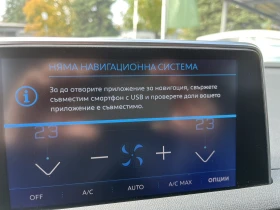 НЯМА НАВИГАЦИОННА СИСТЕМА
За да отворите приложение за навигация, свържете
съвместим смартфон с USB и проверете дали вашето
приложение е съвместимо.
23 23
OFF A/C AUTO A/C MAX ОПЦИИ